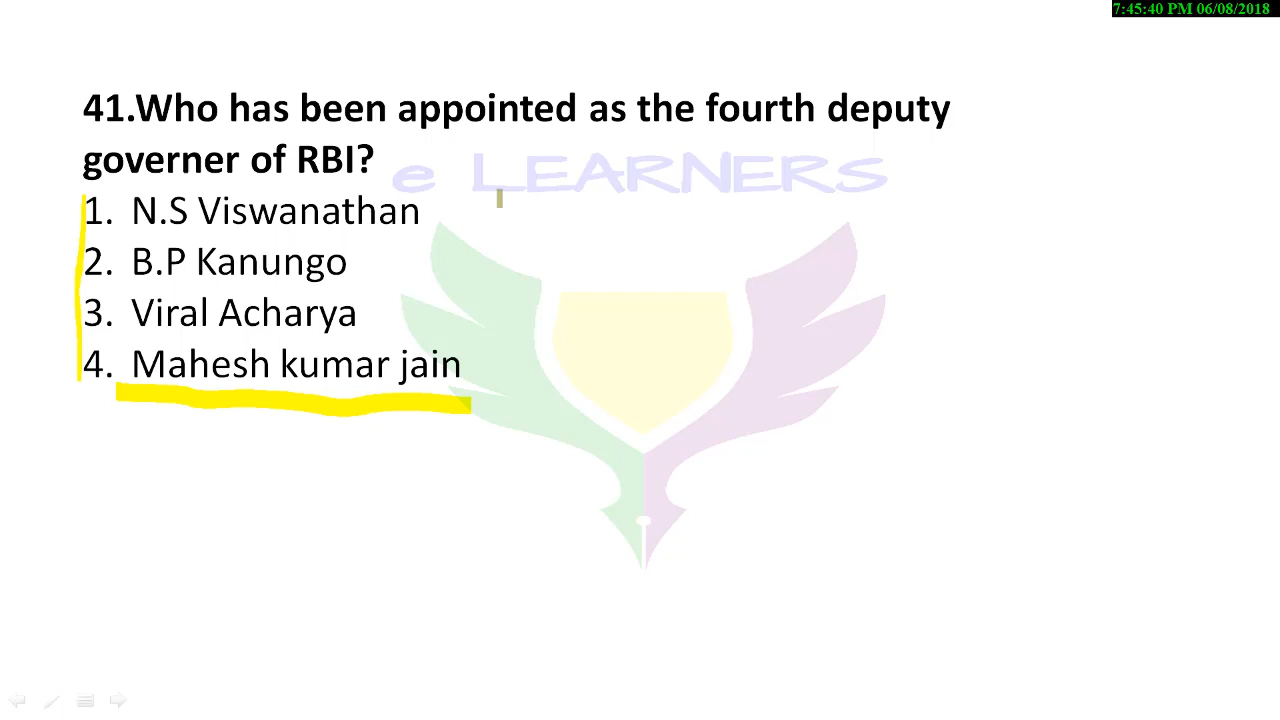 7:45:40 PM 06/08/2018
41.Who has been appointed as the fourth deputy
governer of RBI?
e LEARNERS
1. N.S Viswanathan
2. B.P Kanungo
3. Viral Acharya
4. Mahesh kumar jain